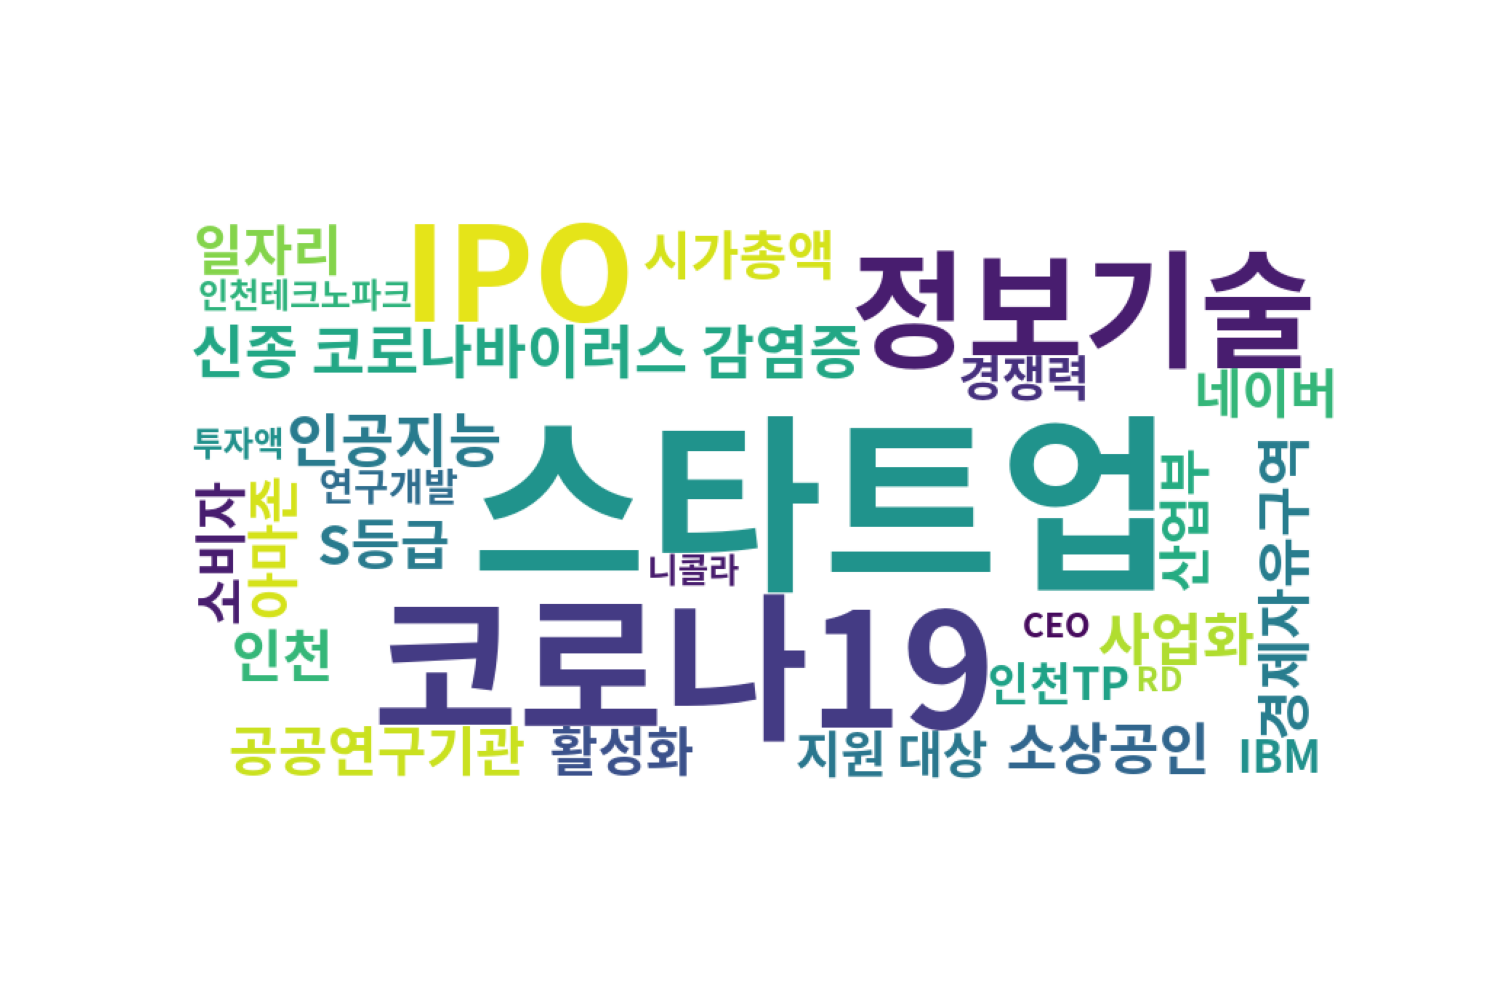 일자리
IPO
시가총액
정보기술
인천테크노파크
신종 코로나바이러스 감염증
경쟁력
네이버
투자액
인공지능
스타트업
산업부
경제자유구역
연구개발
소비자
아마존
S등급
니콜라
코로나19
CEO
사업화
인천
인천TP
RD
공공연구기관
활성화
지원 대상
소상공인
IBM